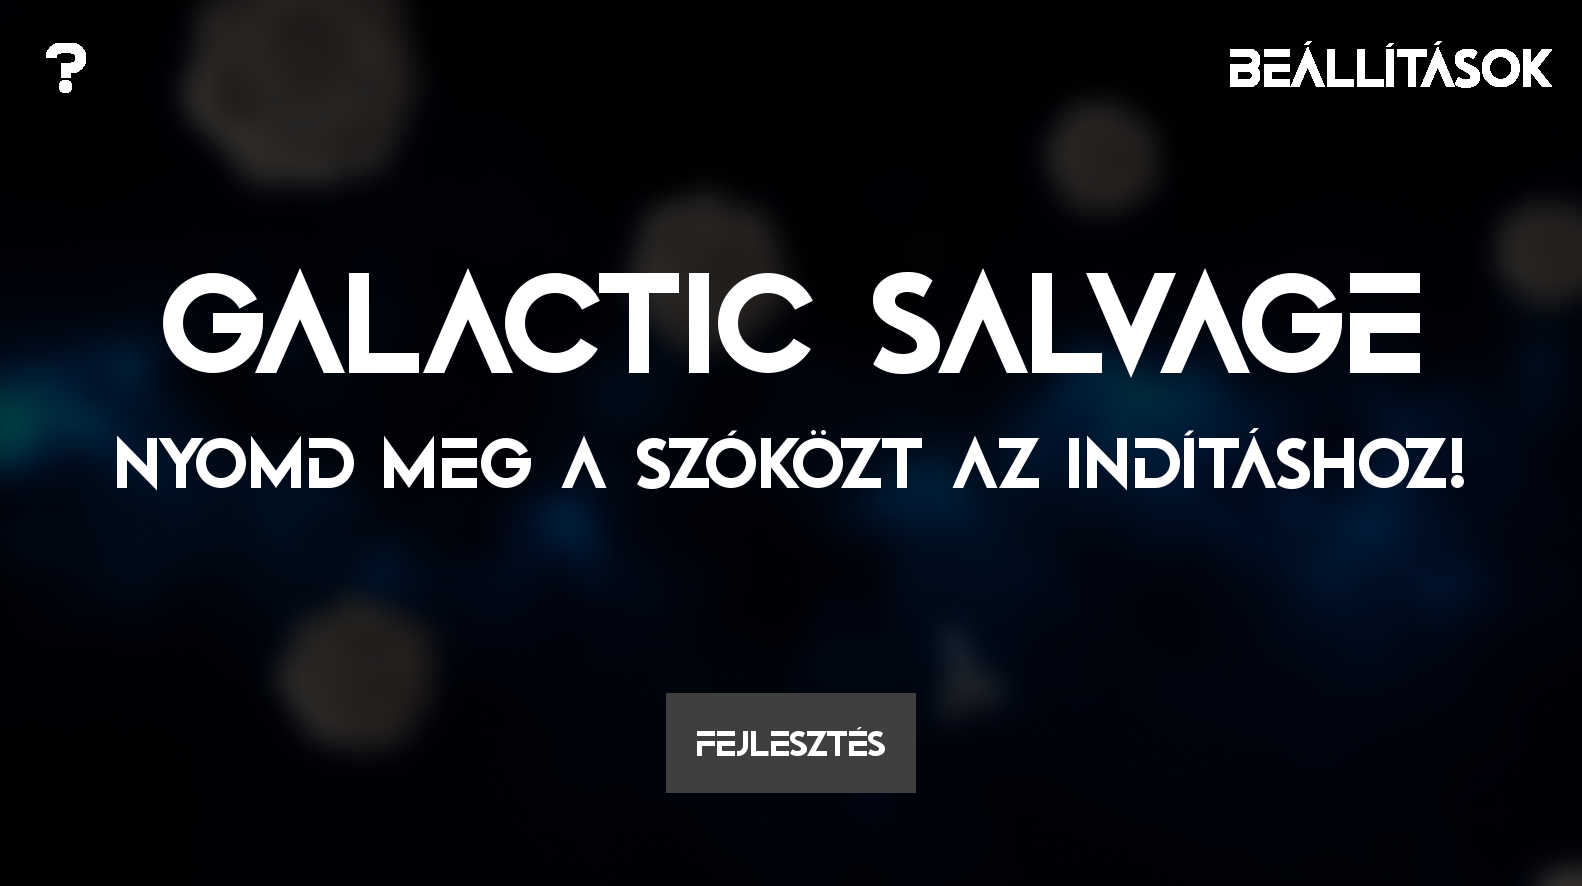 ?
BEÁLLÍTÁSOK
GALACTIC SALVAGE
NYOMD MEG A SZÓKÖZT AZ INDÍTÁSHOZ!
FEJLESZTÉS